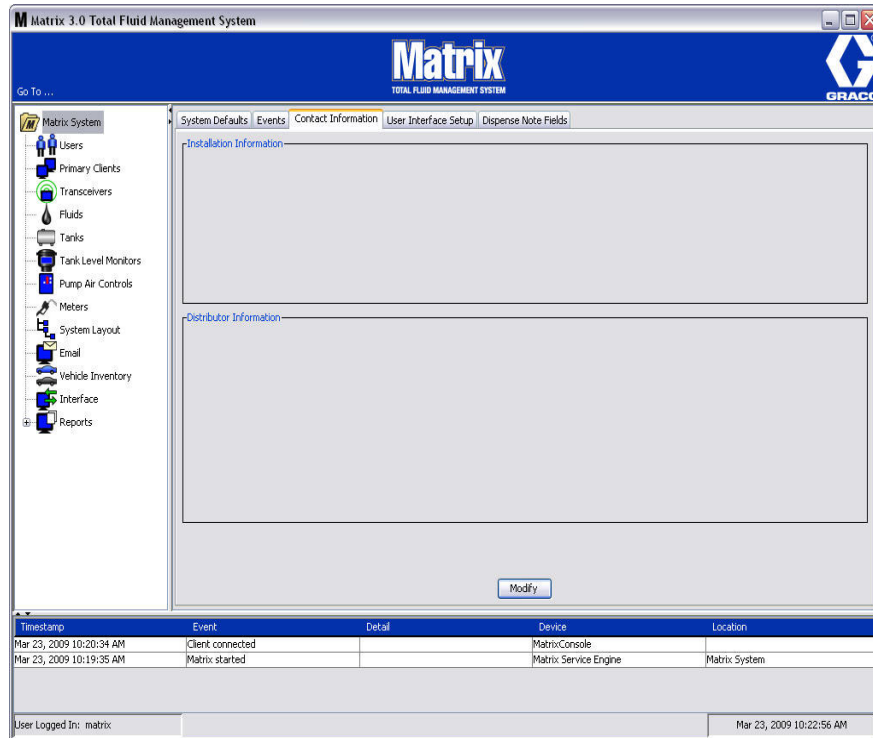 M Matrix 3.0 Total Fluid Management System
Matrix
TOTAL FLUID MANAGEMENT SYSTEM
Go To ...
GRACO
Matrix System
Users
Primary Clients
Transceivers
Fluids
Tanks
Tank Level Monitors
Pump Air Controls
Meters
System Layout
Email
Vehicle Inventory
Interface
Reports
System Defaults Events Contact Information User Interface Setup Dispense Note Fields
Installation Information
Distributor Information
Modify
Timestamp Event Detail Device Location
Mar 23, 2009 10:20:34 AM Client connected MatrixConsole
Mar 23, 2009 10:19:35 AM Matrix started Matrix Service Engine Matrix System
User Logged In: matrix Mar 23, 2009 10:22:56 AM